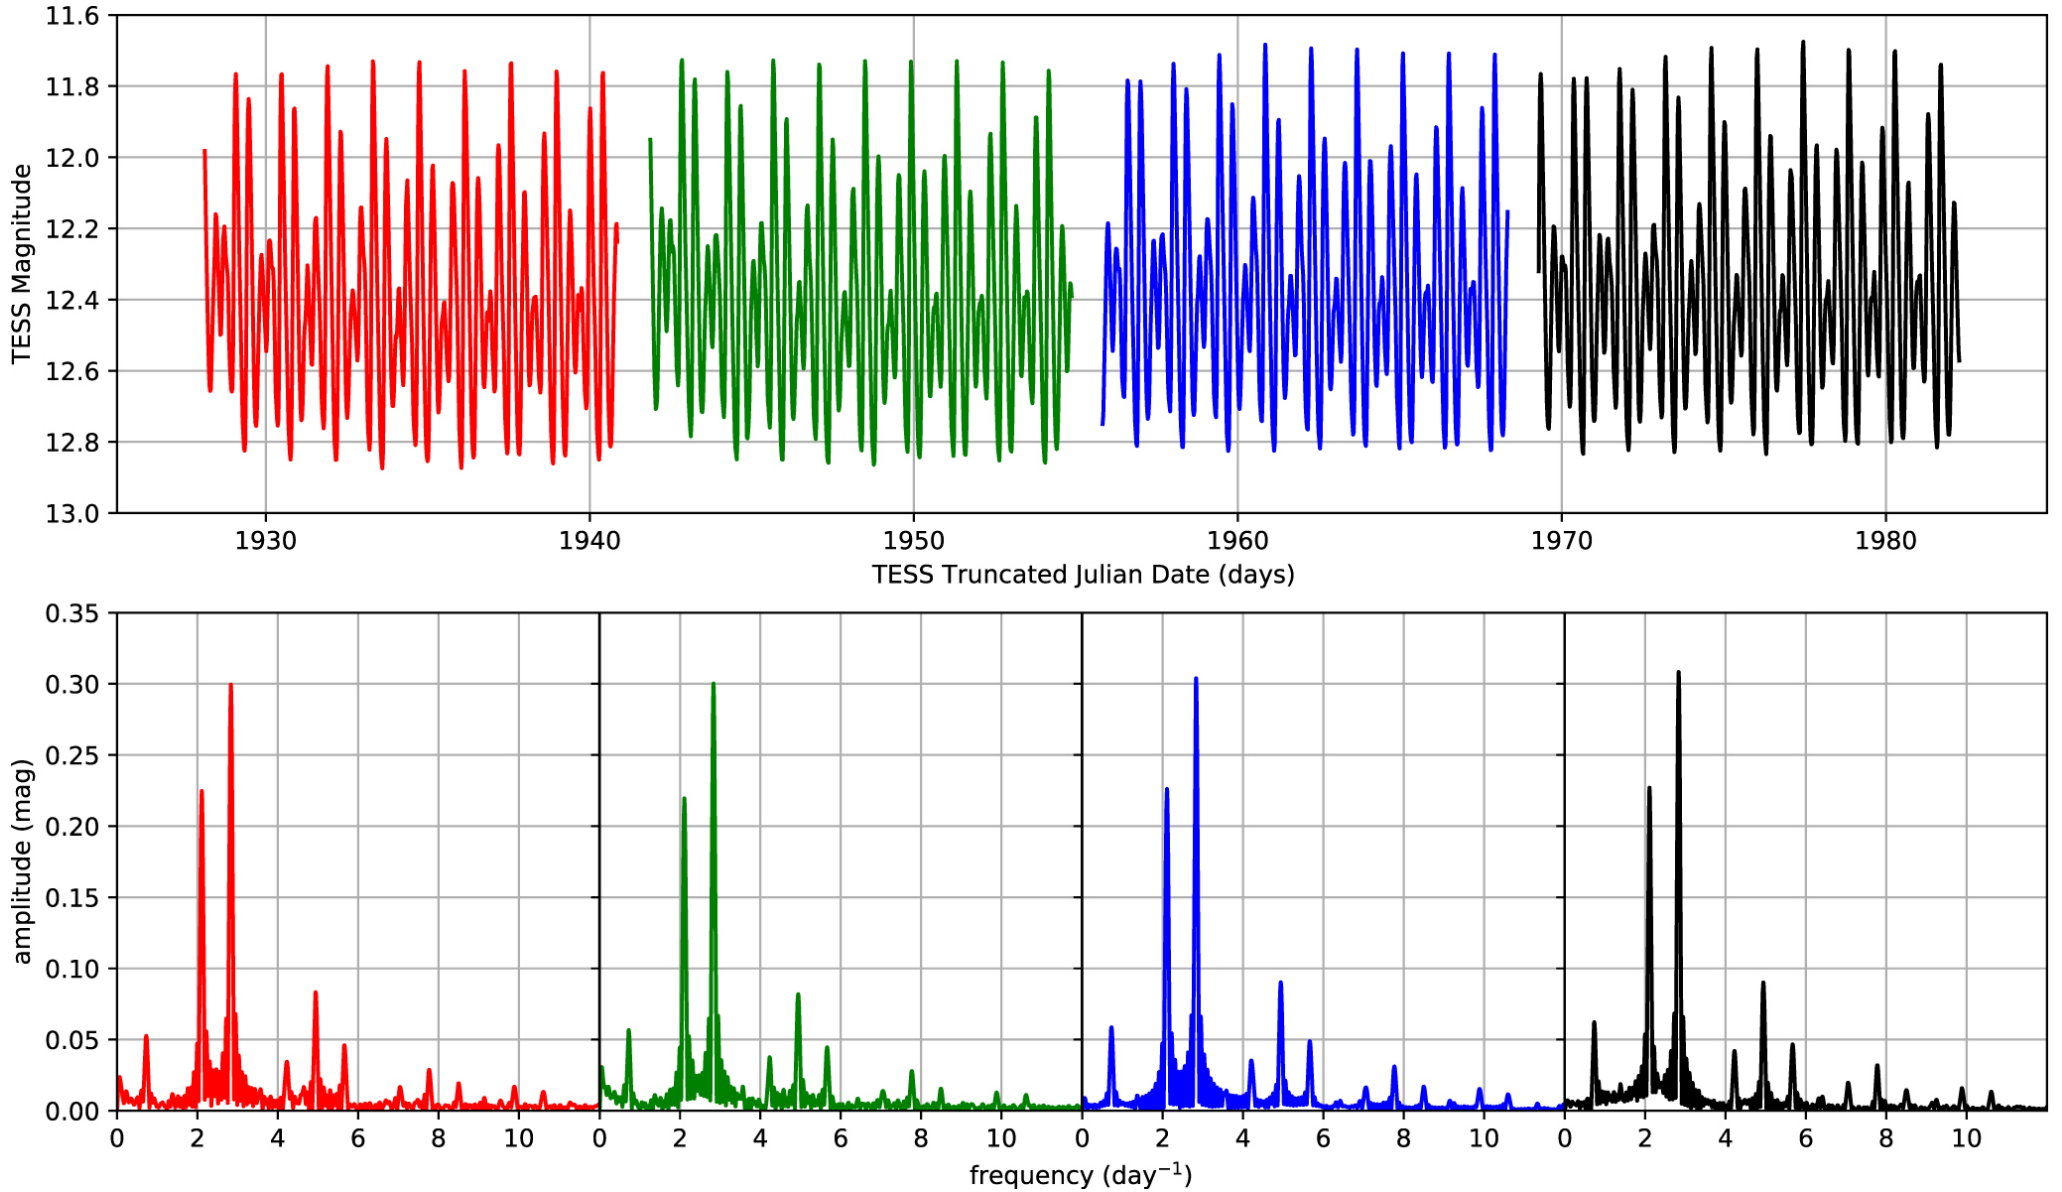 11.6
11.8
12.0
12.2
12.4
12.6
12.8
13.0
TESS Magnitude
1930 1940 1950 1960 1970 1980
TESS Truncated Julian Date (days)
0.35
0.30
0.25
0.20
0.15
0.10
0.05
0.00
amplitude (mag)
0 2 4 6 8 10 0 2 4 6 8 10 0 2 4 6 8 10 0 2 4 6 8 10
frequency (day⁻¹)